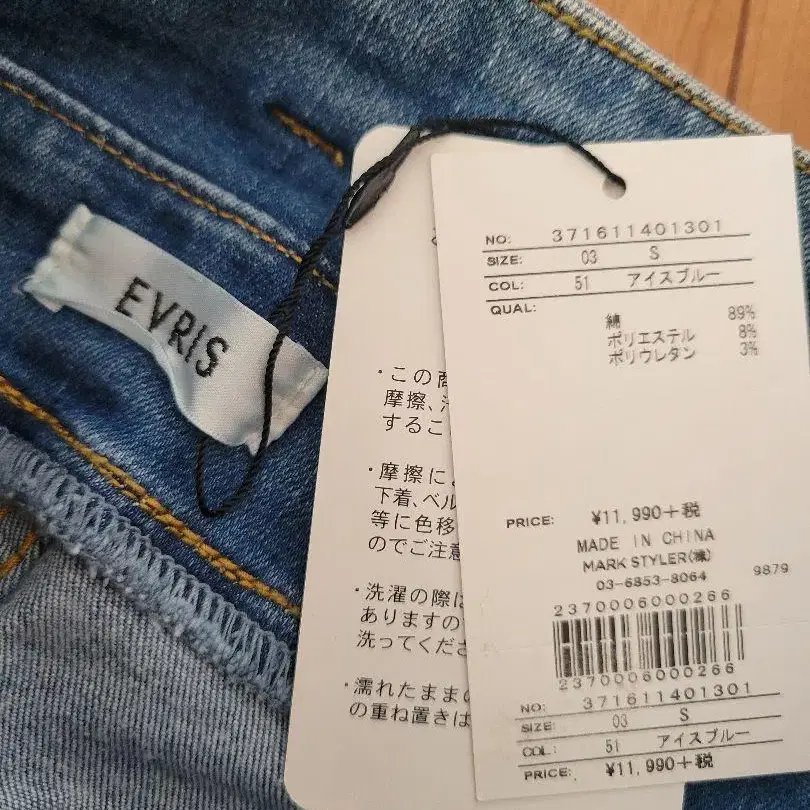 EVRIS
・この商
摩擦、
するこ
・摩擦によ
下着、ベル
等に色移
のでご注意
・洗濯の際は
ありますの
洗ってくださ
・濡れたままの
の重ね置きは
NO: 371611401301
SIZE: 03 S
COL: 51 アイスブルー
QUAL:
綿 89%
ポリエステル 8%
ポリウレタン 3%
PRICE: ¥11,990+税
MADE IN CHINA
MARK STYLER(株)
03-6853-8064
9879
2370006000266
2370006000266
NO: 371611401301
SIZE: 03 S
COL: 51 アイスブルー
PRICE: ¥11,990+税